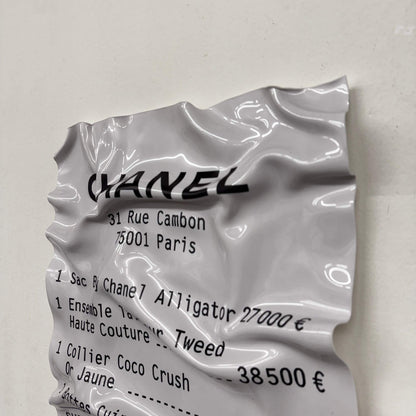 CHANEL
31 Rue Cambon
75001 Paris
1 Sac By Chanel Alligator 27000 €
1 Ensemble
Haute Couture Tweed
--- 38500 €
1 Collier Coco Crush
Or Jaune ----------